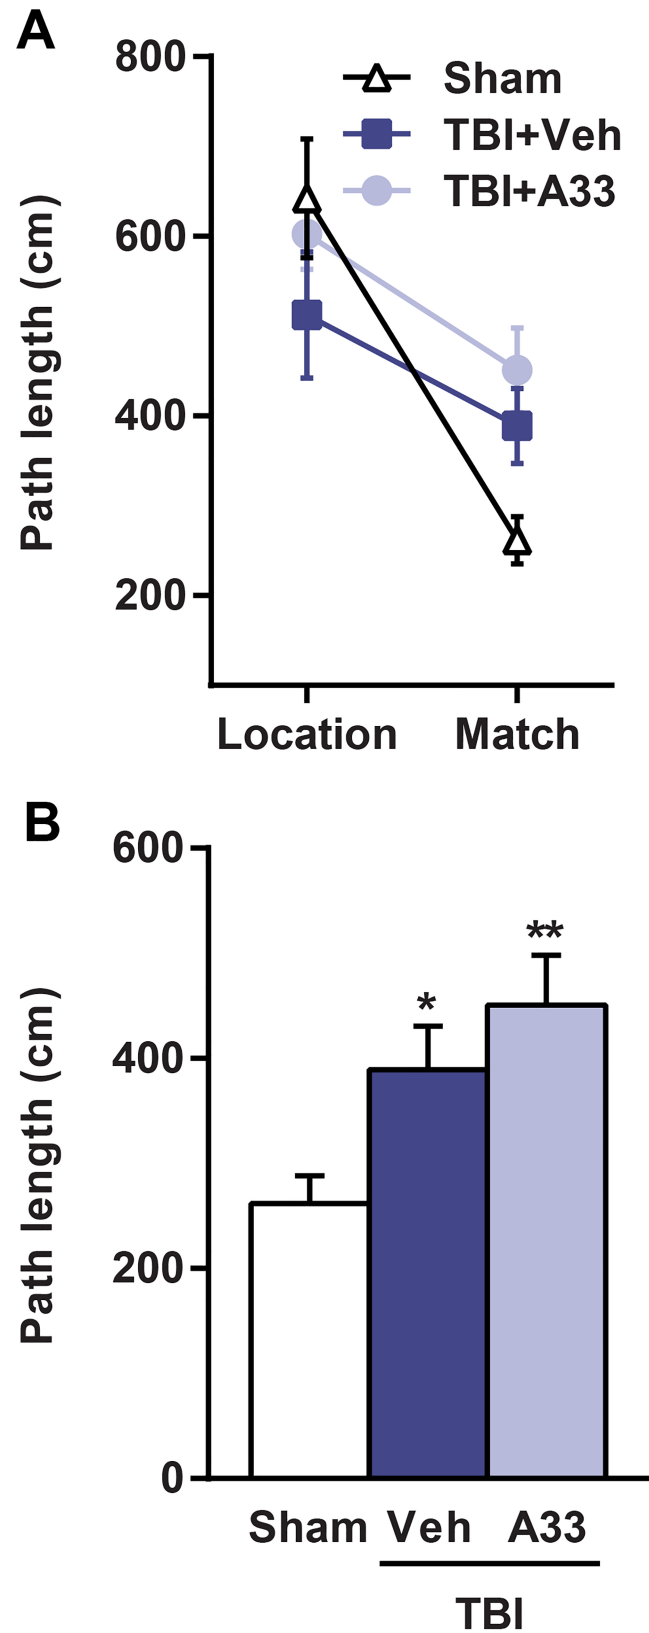 A
800
600
400
200
Path length (cm)
Sham
TBI+Veh
TBI+A33
Location Match
B
600
400
200
0
Path length (cm)
*
**
Sham Veh A33
TBI